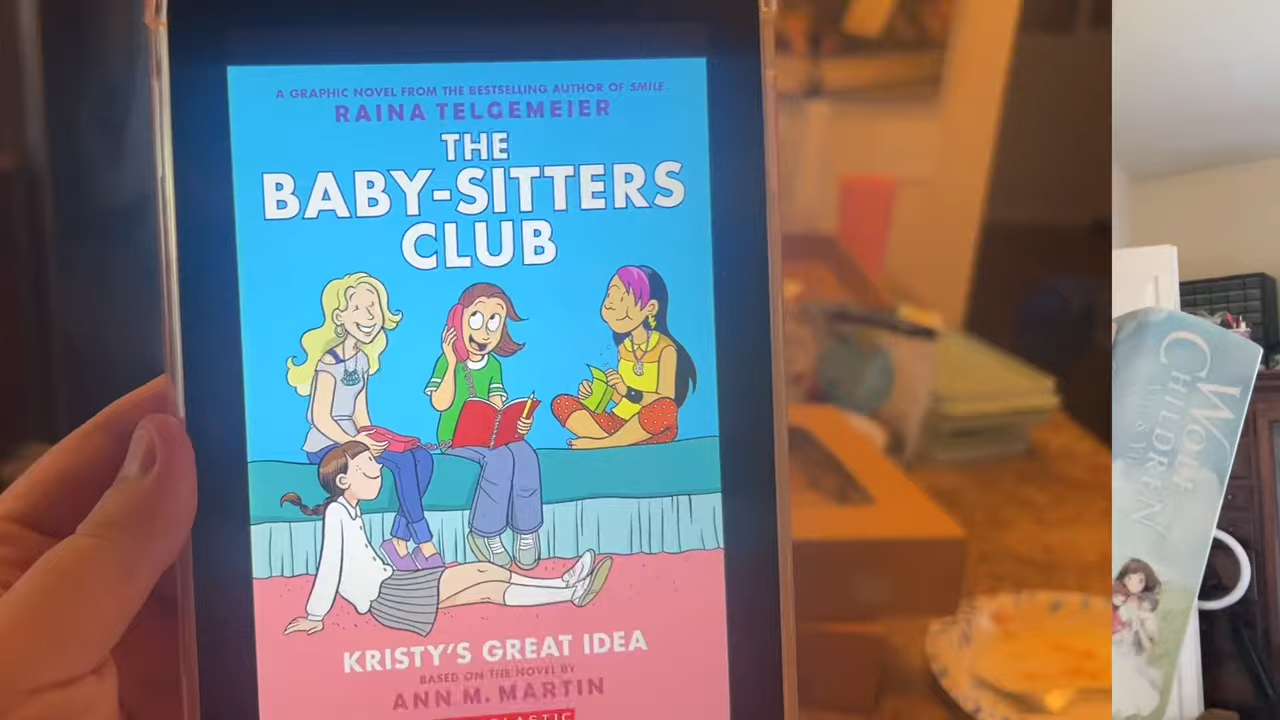 A GRAPHIC NOVEL FROM THE BESTSELLING AUTHOR OF SMILE
RAINA TELGEMEIER
THE
BABY-SITTERS
CLUB
KRISTY'S GREAT IDEA
BASED ON THE NOVEL BY
ANN M. MARTIN
SCHOLASTIC
WOLF
CHILDREN